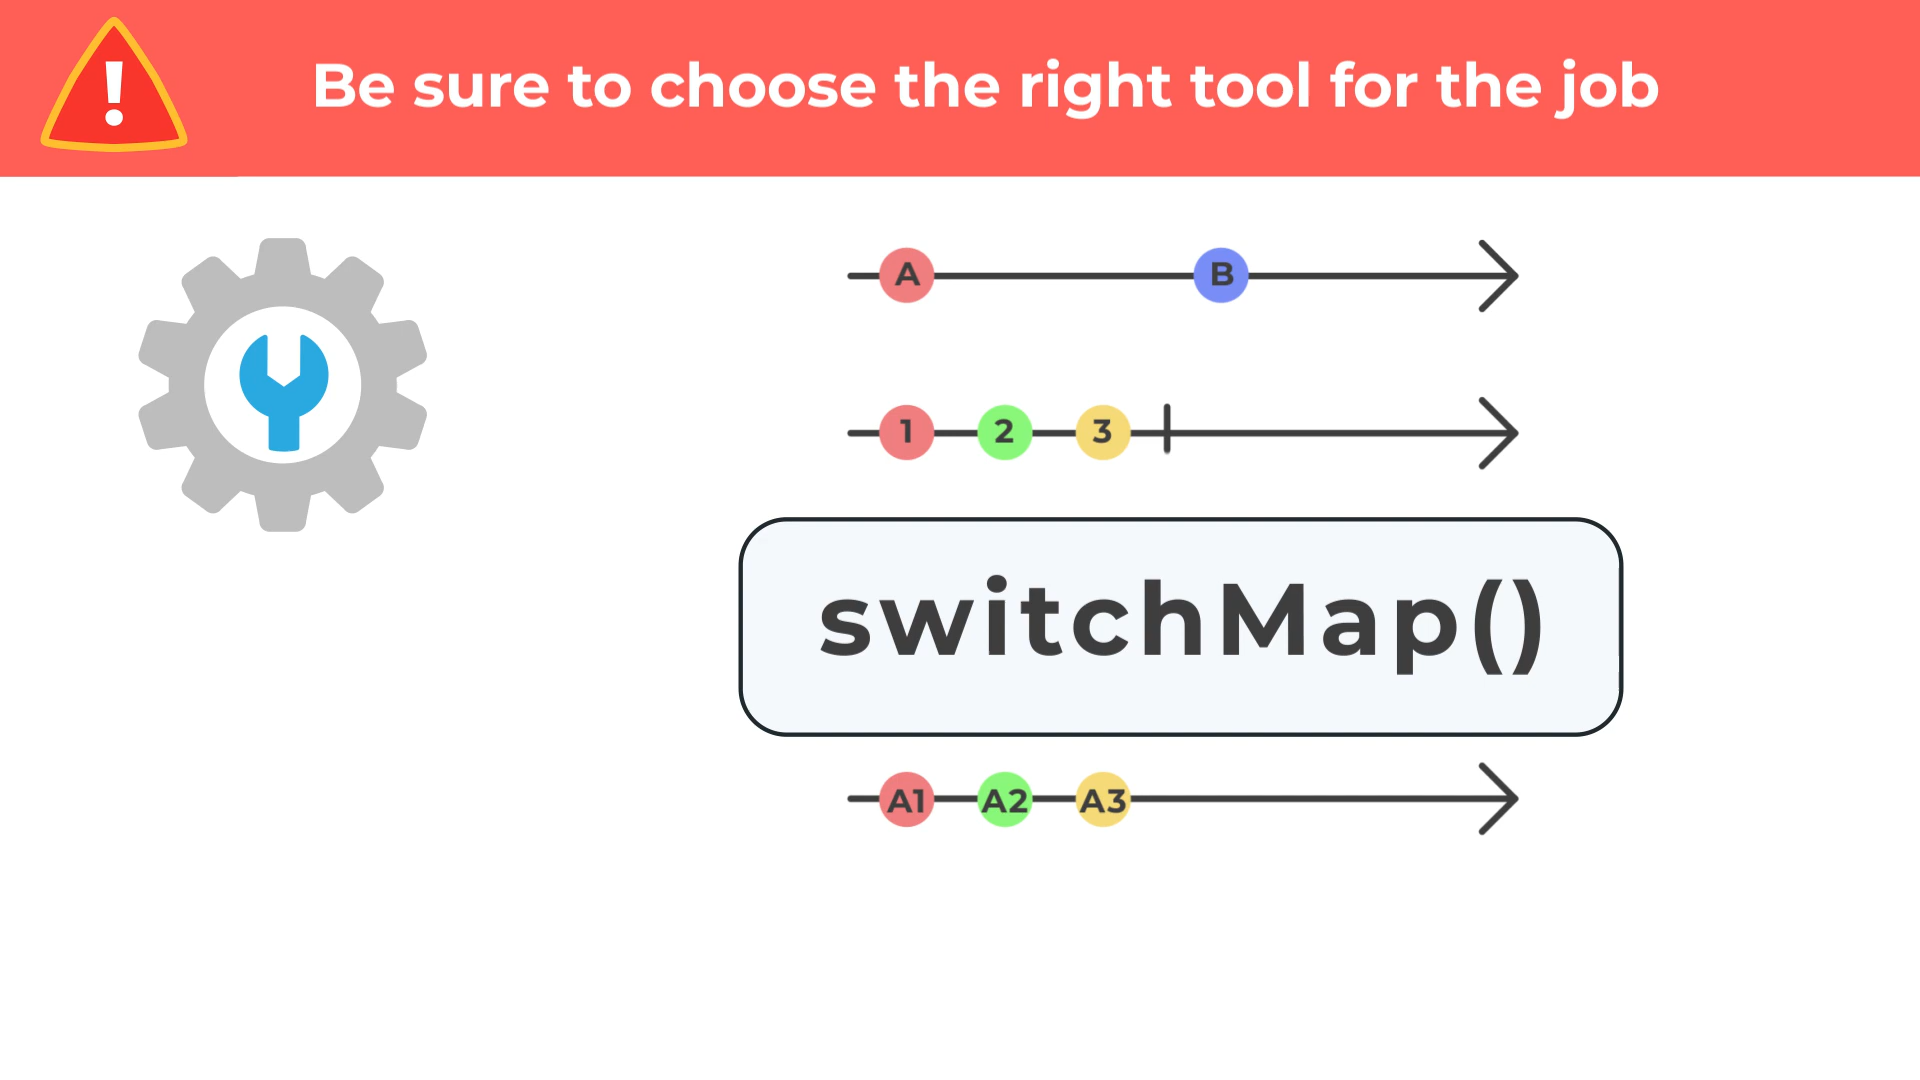 !
Be sure to choose the right tool for the job
A B
1 2 3
switchMap()
A1 A2 A3